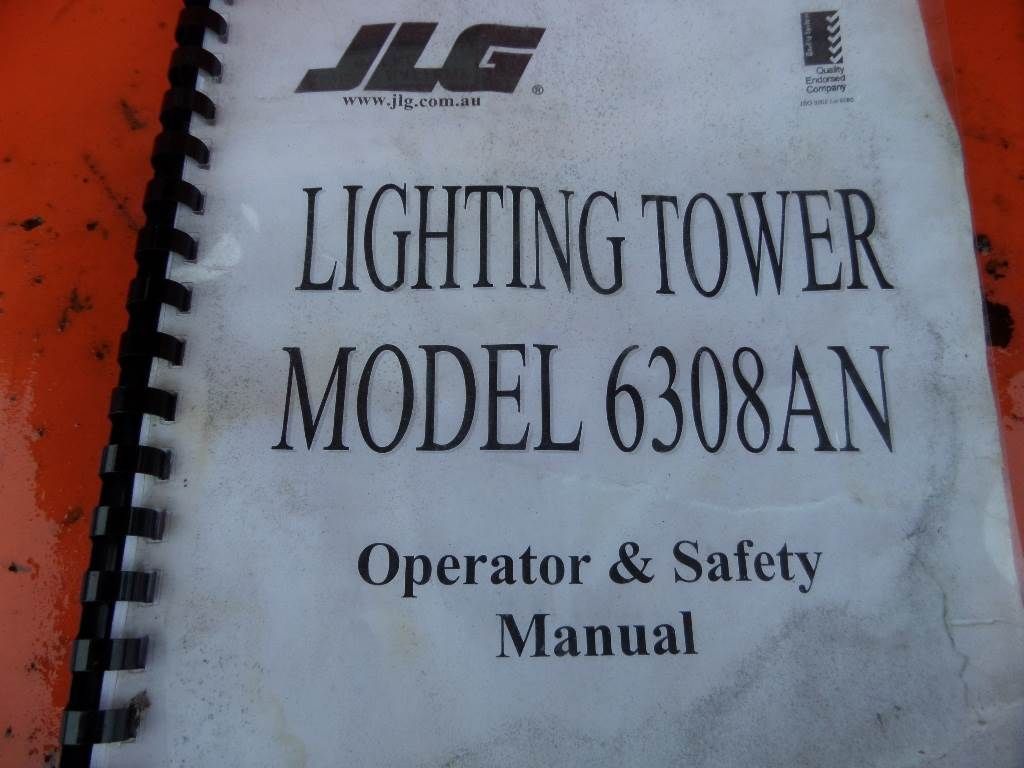 JLG ®
www.jlg.com.au
Quality
Endorsed
Company
LIGHTING TOWER
MODEL 6308AN
Operator & Safety
Manual